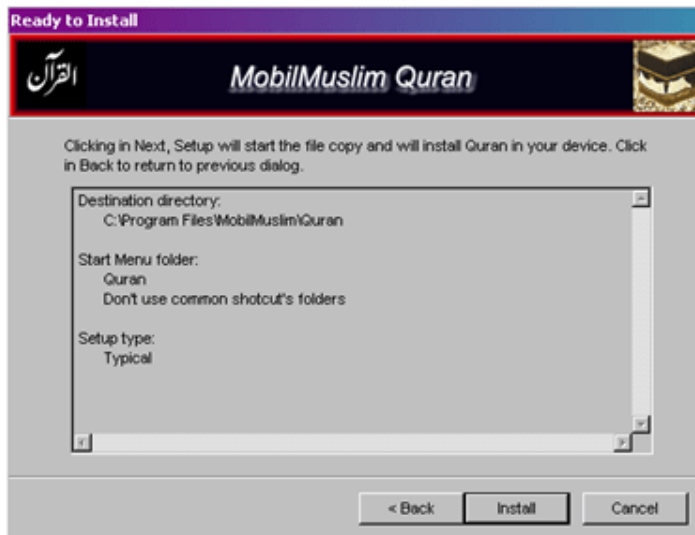 Ready to Install
القرآن
MobilMuslim Quran
Clicking in Next, Setup will start the file copy and will install Quran in your device. Click
in Back to return to previous dialog.
Destination directory:
C:\Program Files\MobilMuslim\Quran
Start Menu folder:
Quran
Don't use common shotcut's folders
Setup type:
Typical
< Back
Install
Cancel